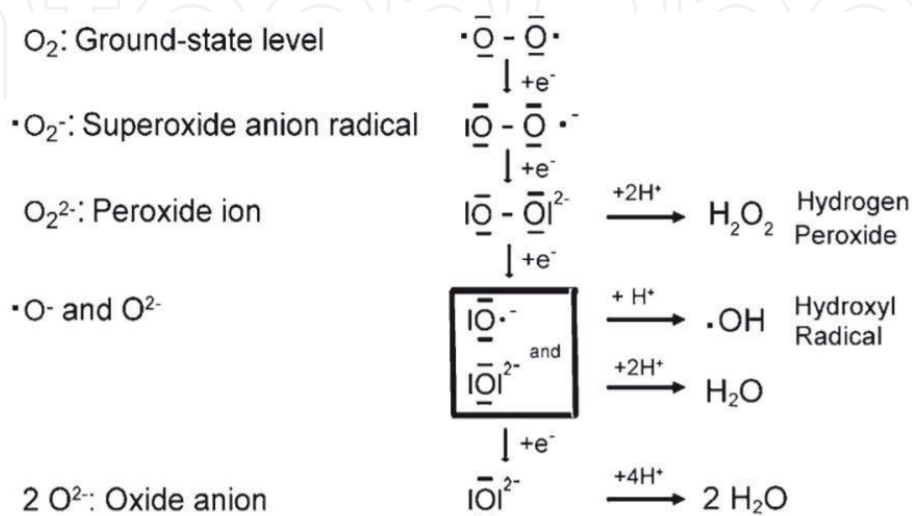 O₂: Ground-state level ·O̲̅ - O̲̅·
+e⁻
·O₂⁻: Superoxide anion radical |O̲̅ - O̲̅ ·⁻
+e⁻
O₂²⁻: Peroxide ion |O̲̅ - O̲̅|²⁻ +2H⁺ H₂O₂ Hydrogen Peroxide
+e⁻
·O⁻ and O²⁻ |O̲̅·⁻ and |O̲̅|²⁻
+ H⁺ ·OH Hydroxyl Radical
+2H⁺ H₂O
+e⁻
2 O²⁻: Oxide anion |O̲̅|²⁻ +4H⁺ 2 H₂O